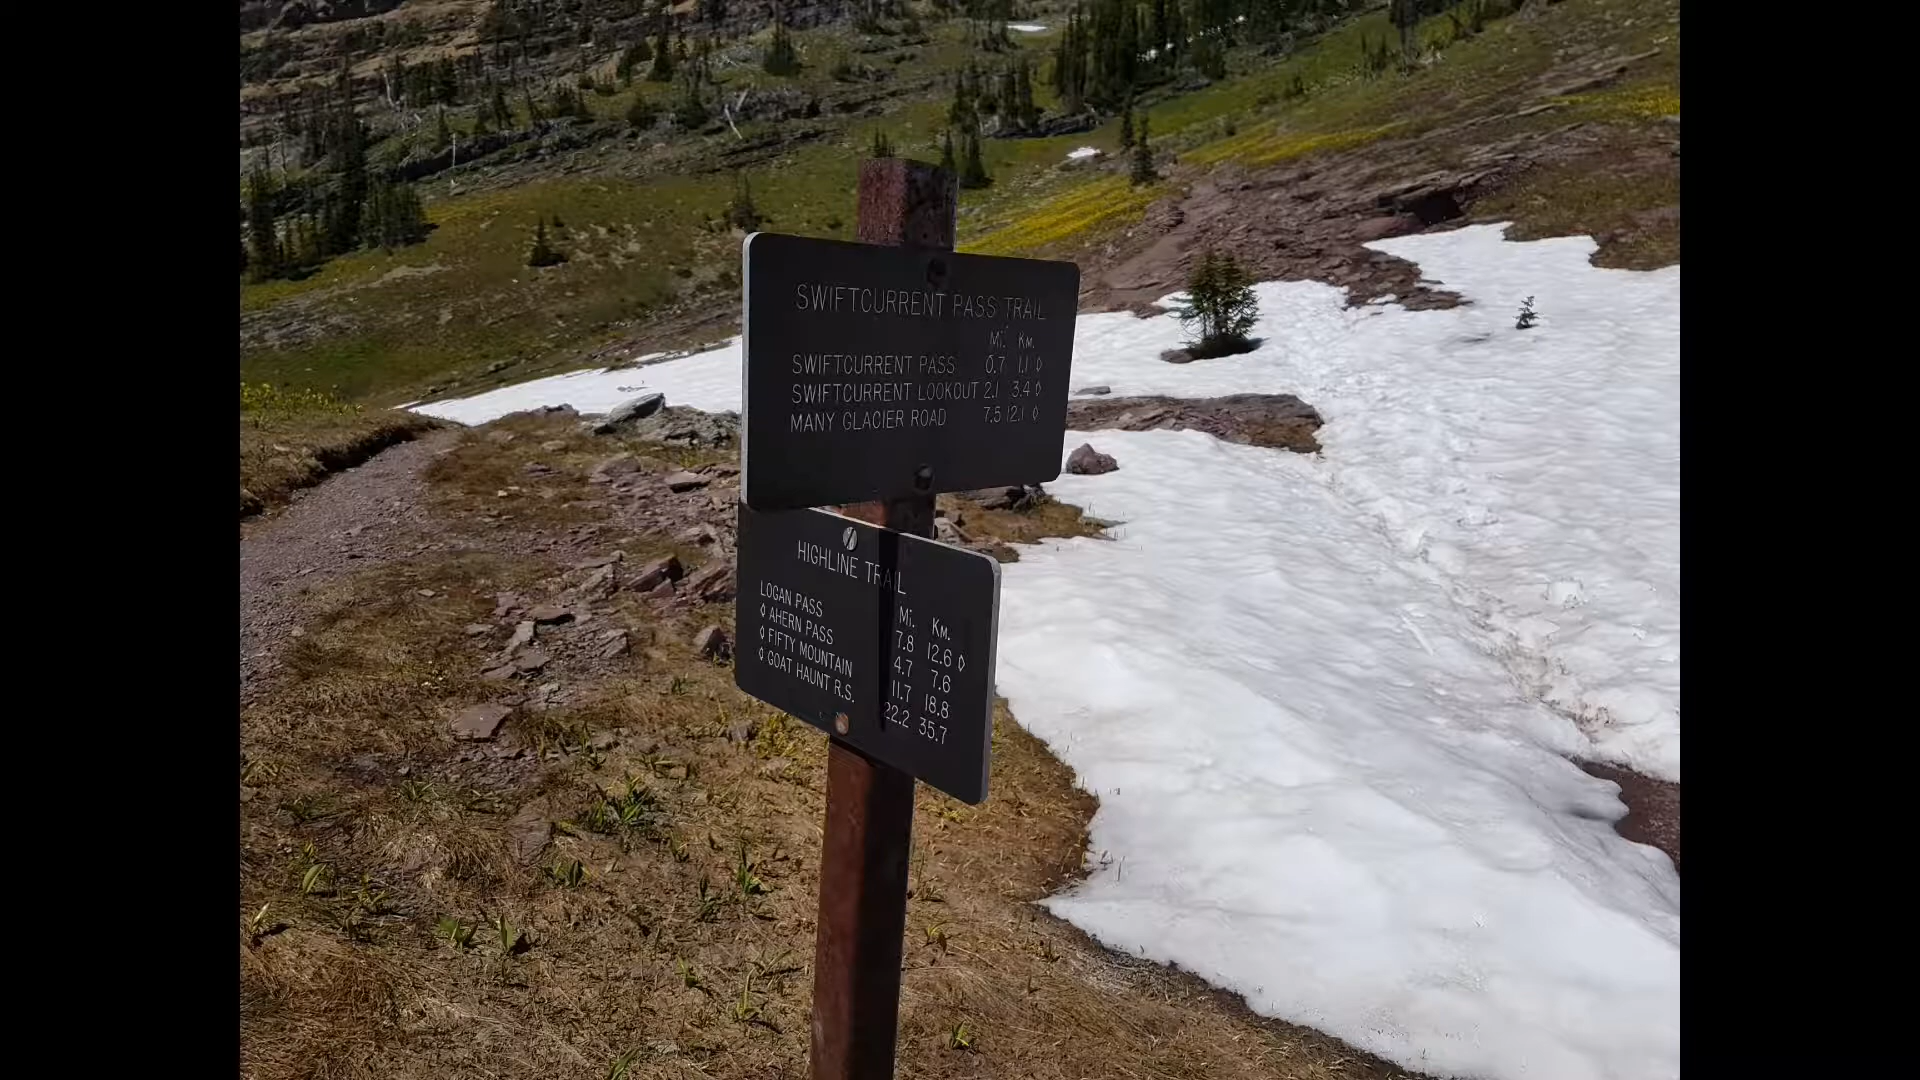 SWIFTCURRENT PASS TRAIL
Mi. Km.
SWIFTCURRENT PASS 0.7 1.1 ◊
SWIFTCURRENT LOOKOUT 2.1 3.4 ◊
MANY GLACIER ROAD 7.5 12.1 ◊
HIGHLINE TRAIL
Mi. Km.
LOGAN PASS 7.8 12.6 ◊
◊ AHERN PASS 4.7 7.6
◊ FIFTY MOUNTAIN 11.7 18.8
◊ GOAT HAUNT R.S. 22.2 35.7